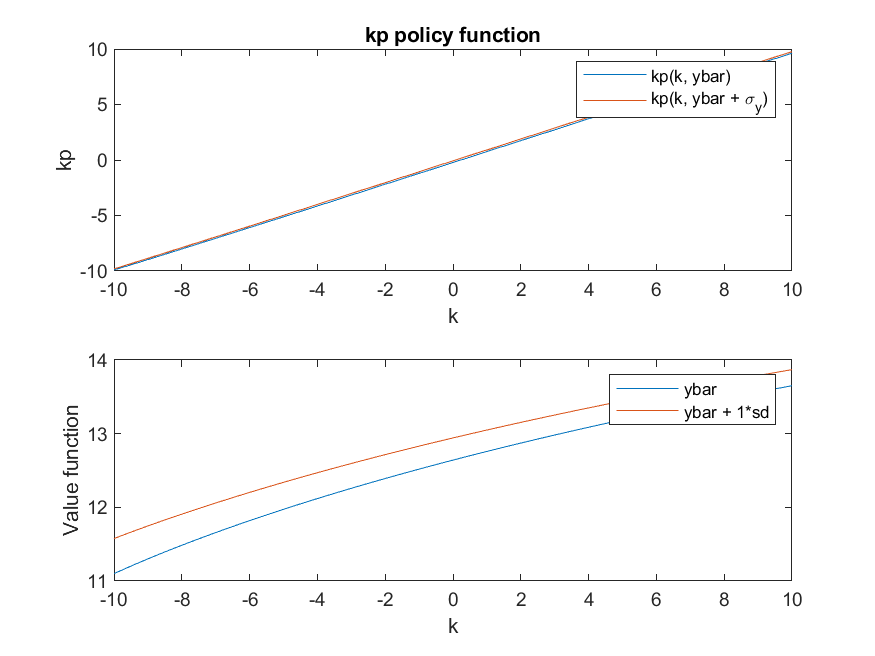 kp policy function
10
5
0
-5
-10
kp
kp(k, ybar)
kp(k, ybar + σy)
-10 -8 -6 -4 -2 0 2 4 6 8 10
k
14
13
12
11
Value function
ybar
ybar + 1*sd
-10 -8 -6 -4 -2 0 2 4 6 8 10
k